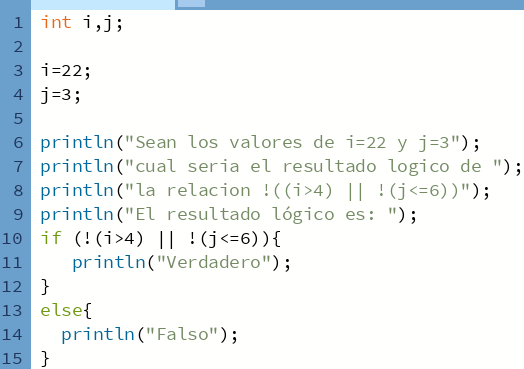 1 int i,j;
2
3 i=22;
4 j=3;
5
6 println("Sean los valores de i=22 y j=3");
7 println("cual seria el resultado logico de ");
8 println("la relacion !((i>4) || !(j<=6))");
9 println("El resultado lógico es: ");
10 if (!(i>4) || !(j<=6)){
11    println("Verdadero");
12 }
13 else{
14   println("Falso");
15 }